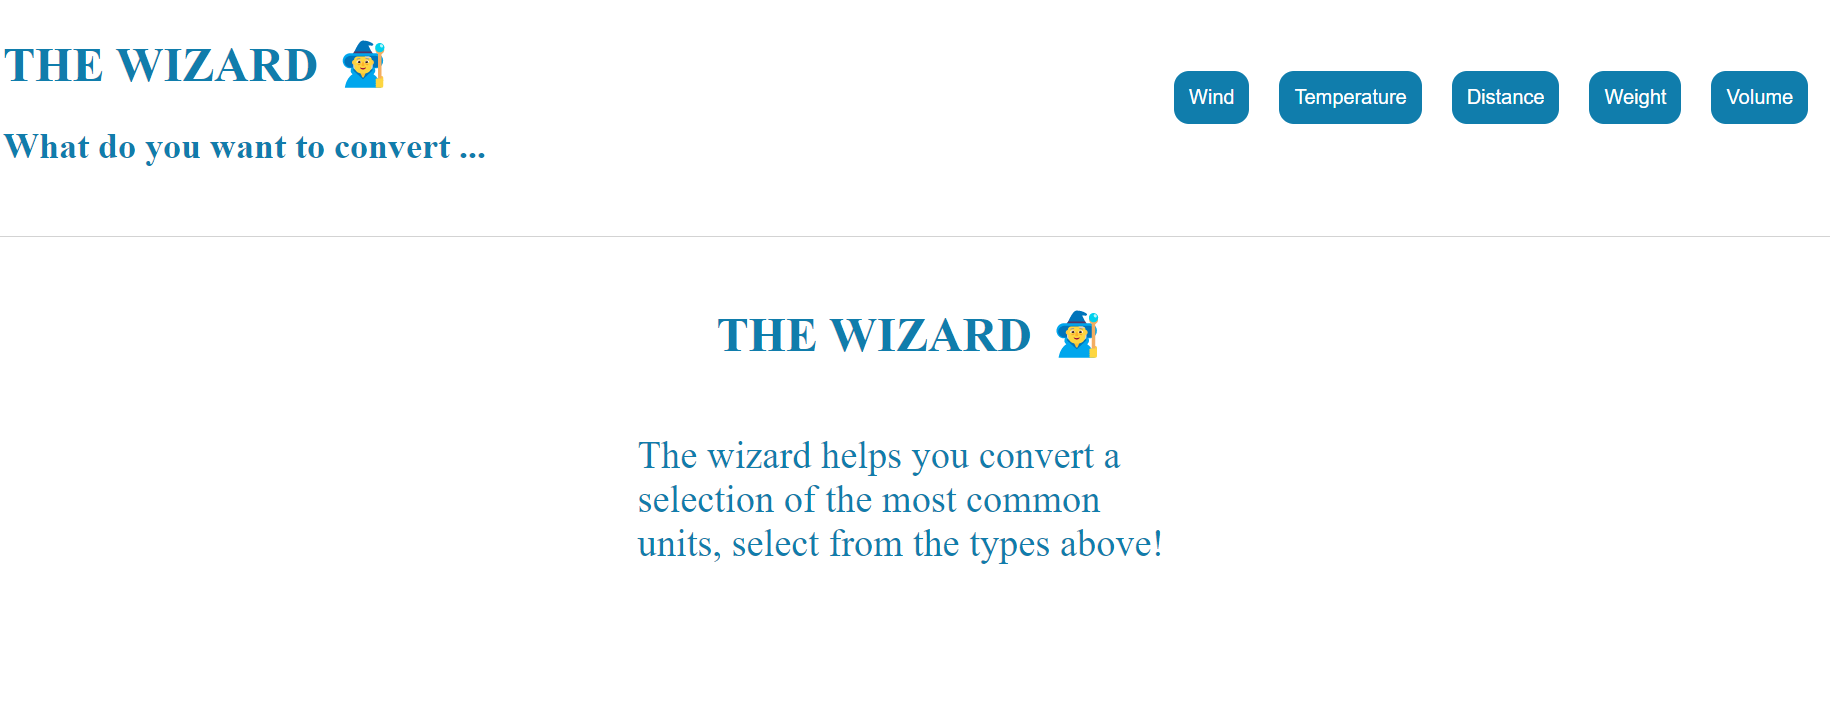 THE WIZARD 🧙
What do you want to convert ...
Wind Temperature Distance Weight Volume
THE WIZARD 🧙
The wizard helps you convert a
selection of the most common
units, select from the types above!